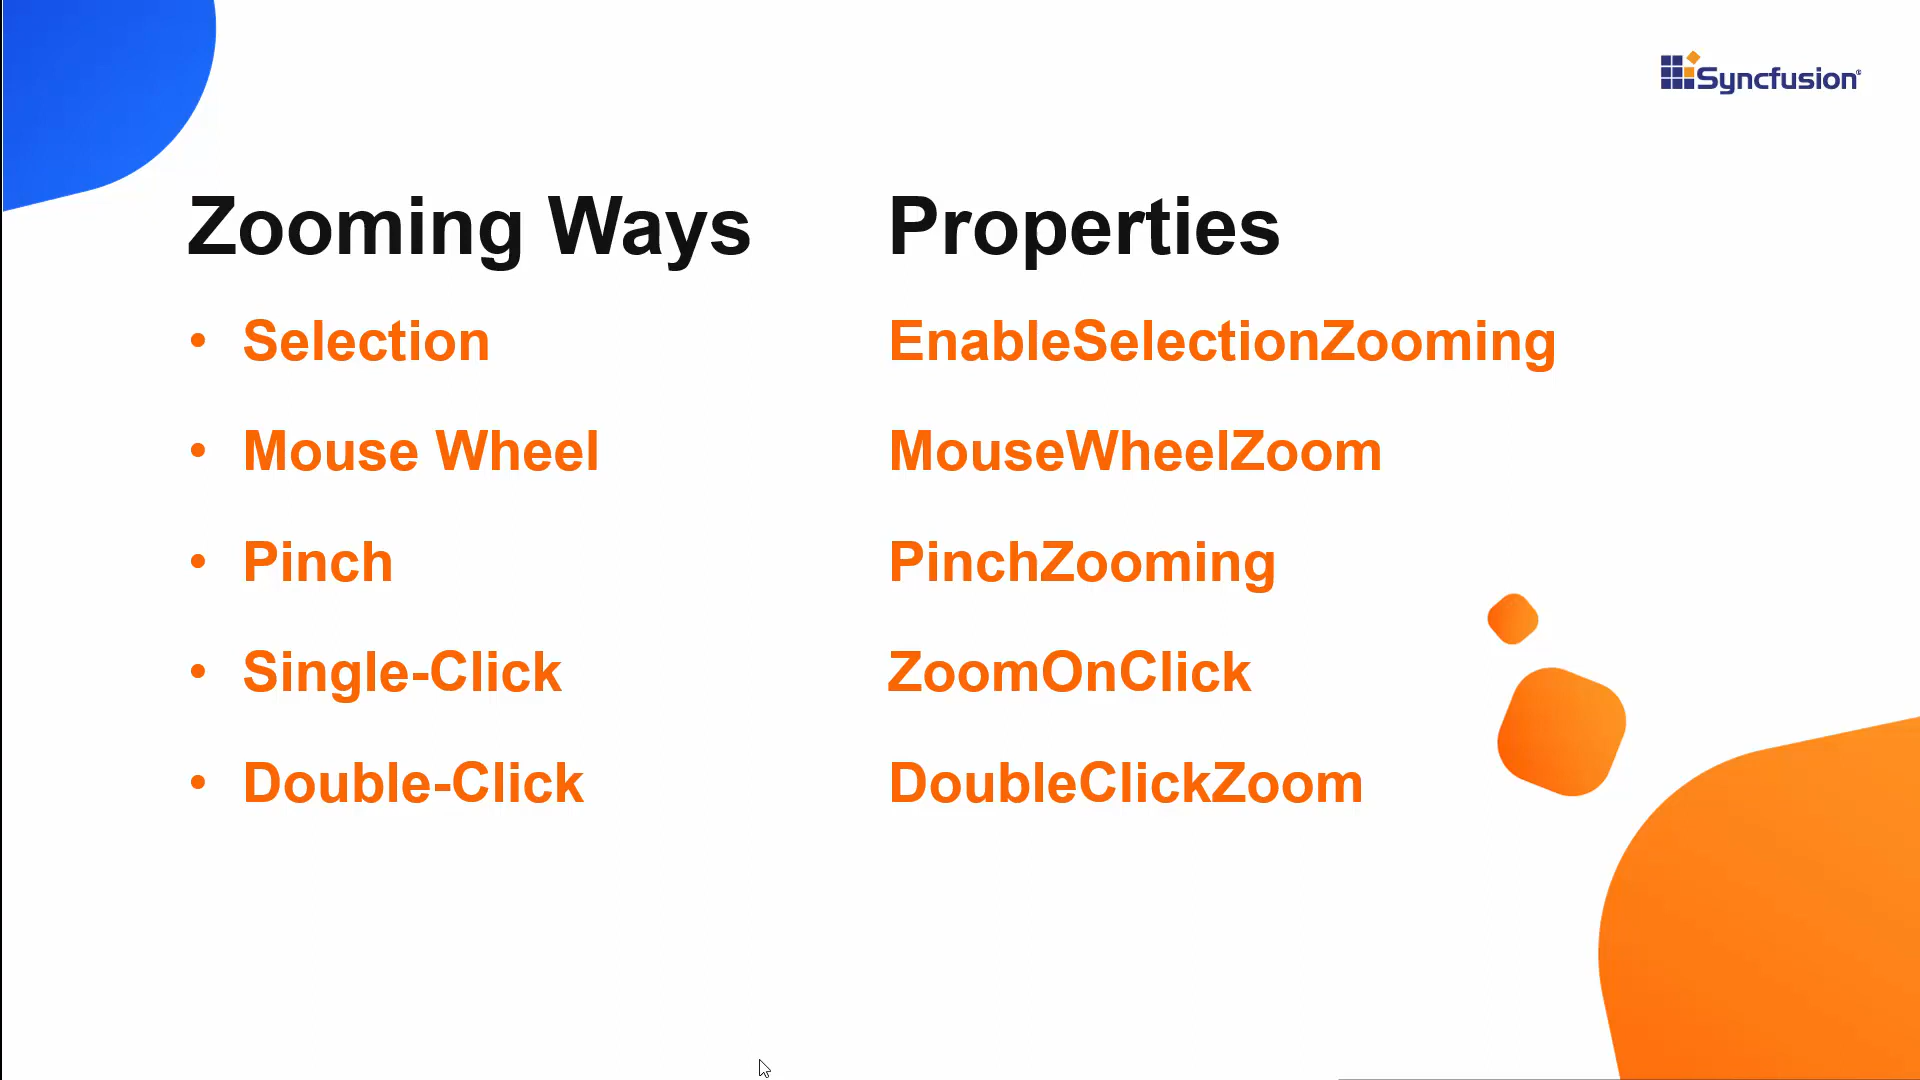 Syncfusion®
Zooming Ways Properties
• Selection EnableSelectionZooming
• Mouse Wheel MouseWheelZoom
• Pinch PinchZooming
• Single-Click ZoomOnClick
• Double-Click DoubleClickZoom